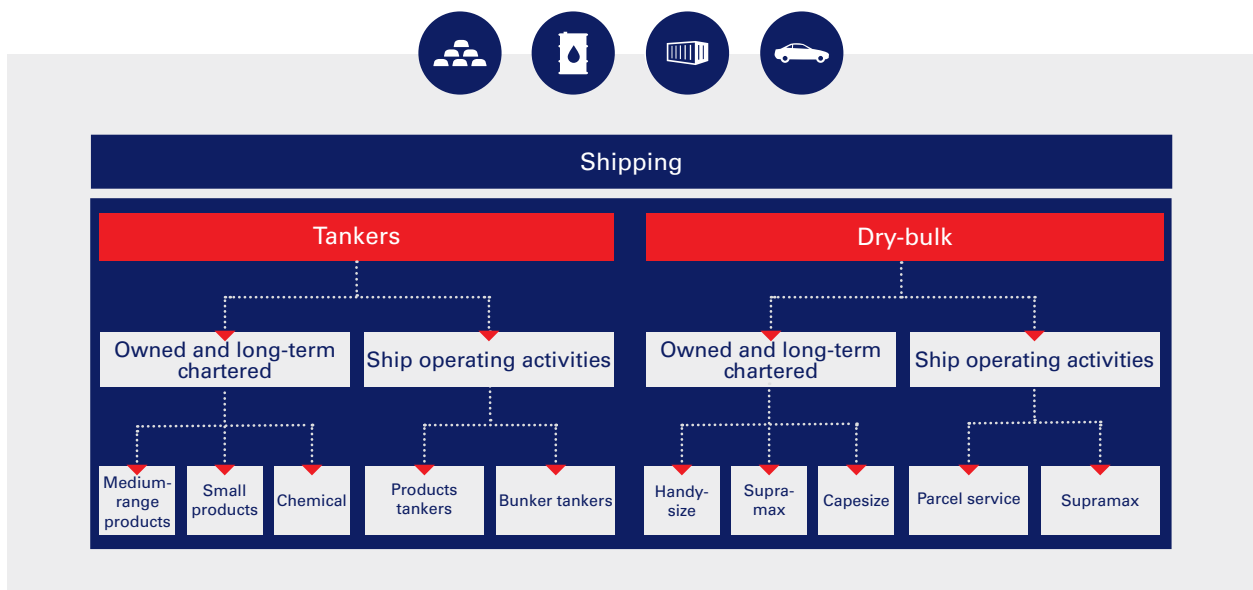 Shipping
Tankers
Dry-bulk
Owned and long-term
chartered
Ship operating activities
Owned and long-term
chartered
Ship operating activities
Medium-
range
products
Small
products
Chemical
Products
tankers
Bunker tankers
Handy-
size
Supra-
max
Capesize
Parcel service
Supramax